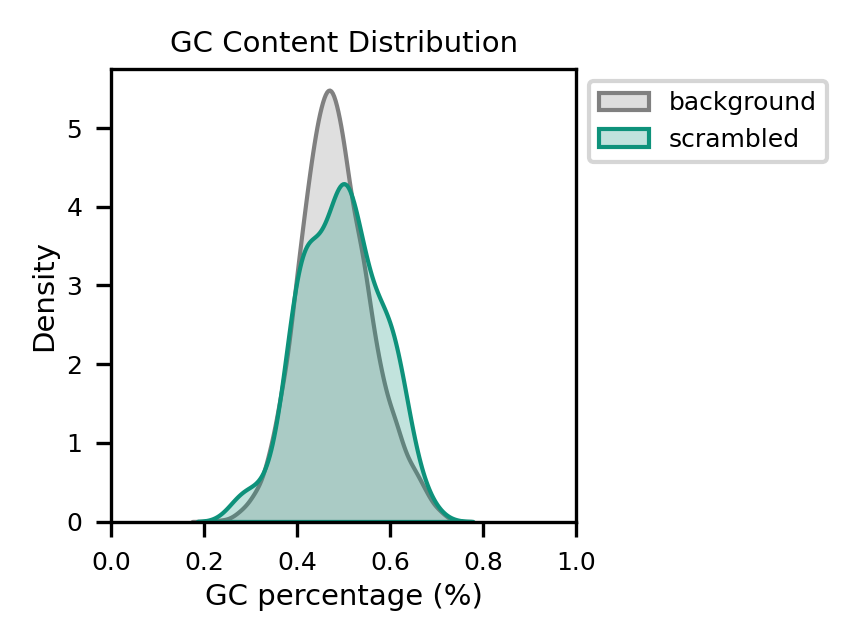 GC Content Distribution
background
scrambled
Density
5
4
3
2
1
0
0.0 0.2 0.4 0.6 0.8 1.0
GC percentage (%)